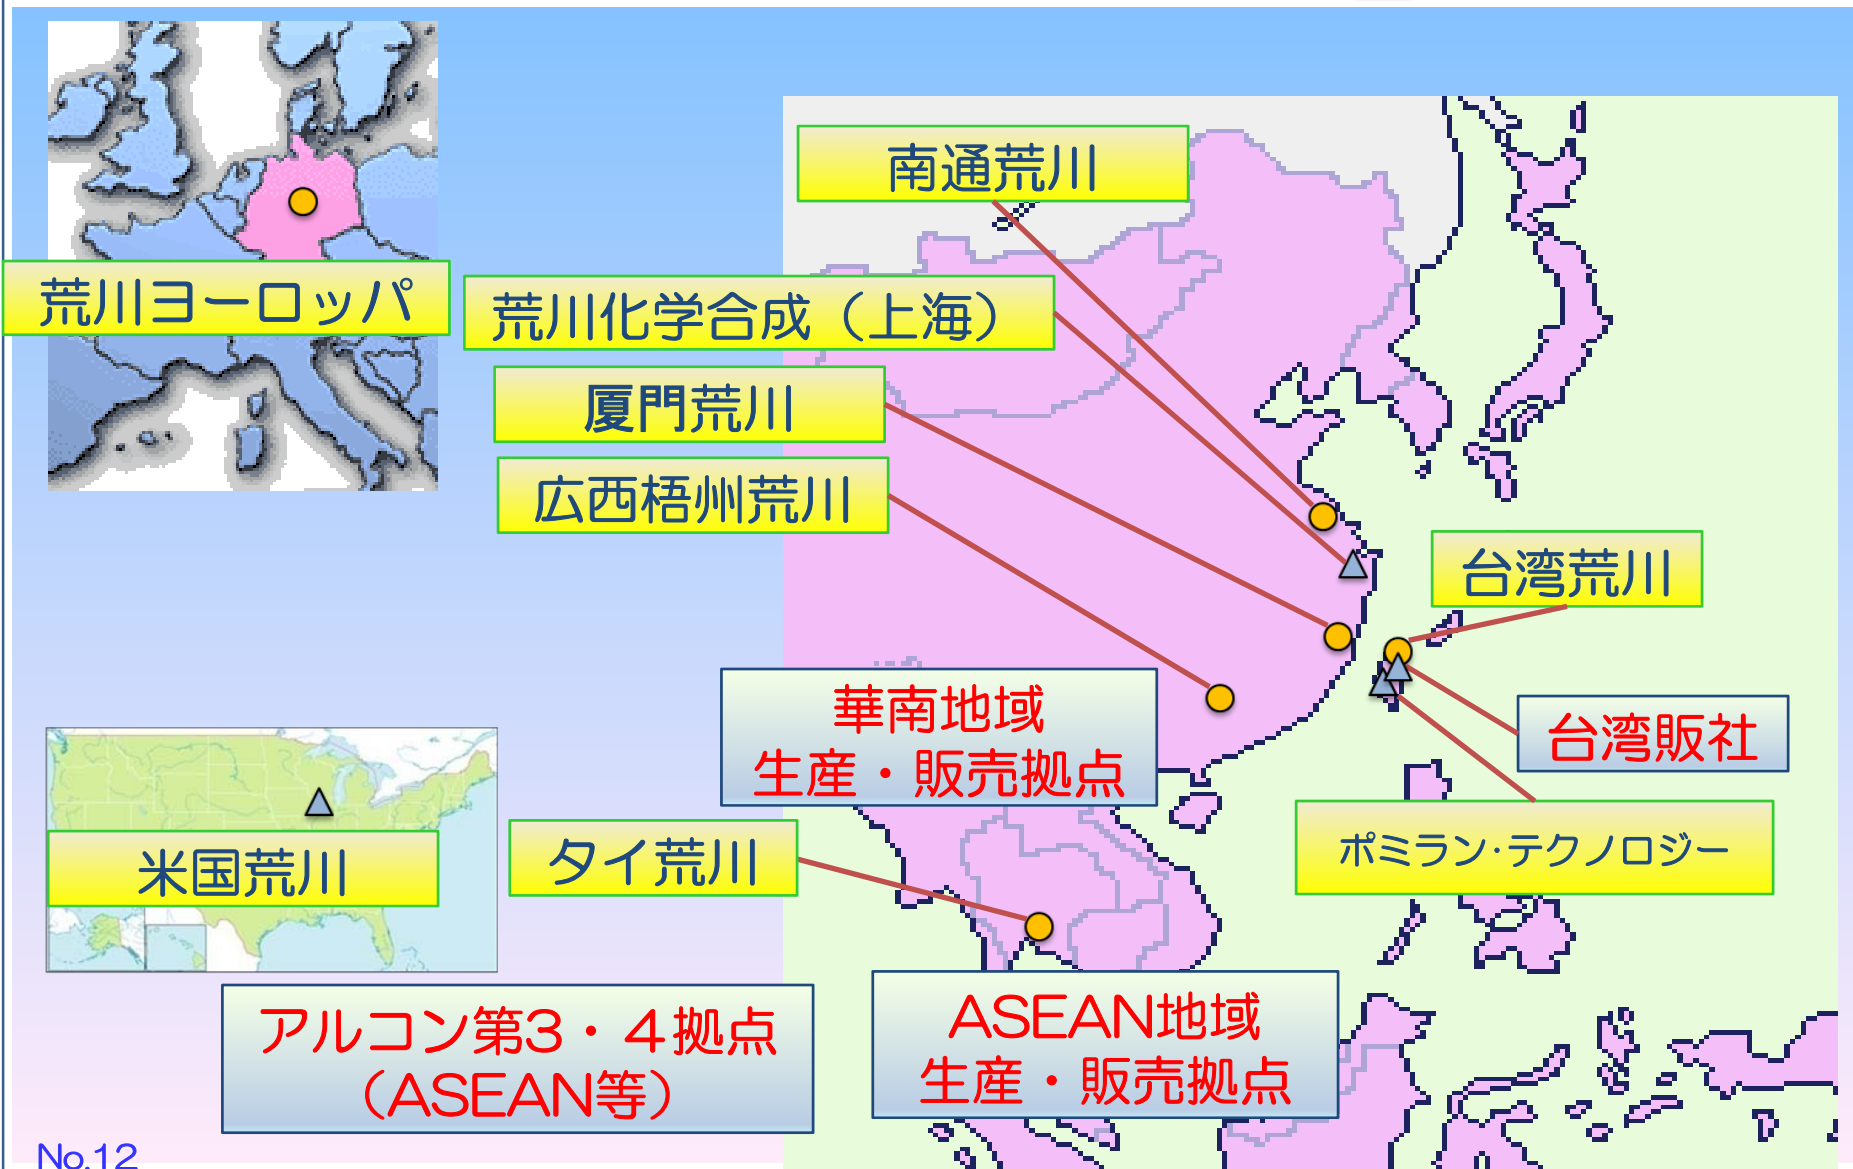 南通荒川
荒川ヨーロッパ
荒川化学合成（上海）
厦門荒川
広西梧州荒川
台湾荒川
華南地域
生産・販売拠点
台湾販社
米国荒川
タイ荒川
ポミラン・テクノロジー
アルコン第3・４拠点
（ASEAN等）
ASEAN地域
生産・販売拠点
No.12